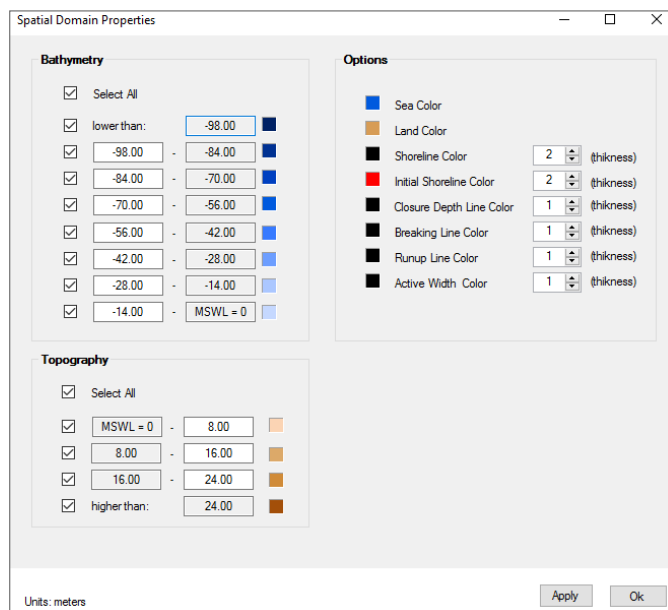 Spatial Domain Properties
Bathymetry
Select All
lower than: -98.00
-98.00 - -84.00
-84.00 - -70.00
-70.00 - -56.00
-56.00 - -42.00
-42.00 - -28.00
-28.00 - -14.00
-14.00 - MSWL = 0
Topography
Select All
MSWL = 0 - 8.00
8.00 - 16.00
16.00 - 24.00
higher than: 24.00
Options
Sea Color
Land Color
Shoreline Color 2 (thikness)
Initial Shoreline Color 2 (thikness)
Closure Depth Line Color 1 (thikness)
Breaking Line Color 1 (thikness)
Runup Line Color 1 (thikness)
Active Width Color 1 (thikness)
Units: meters
Apply Ok